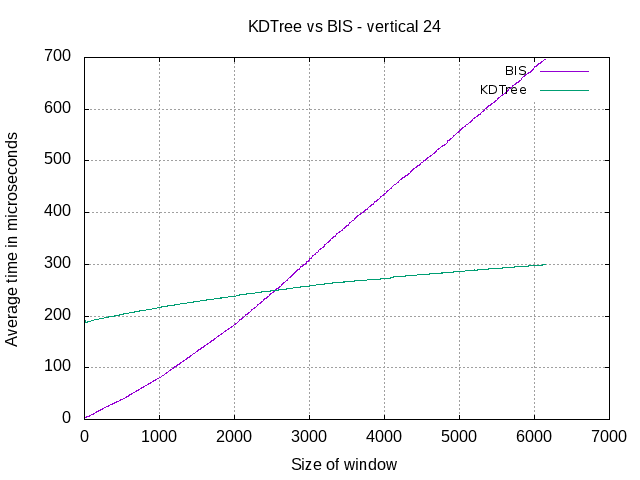 KDTree vs BIS - vertical 24
700
600
500
400
300
200
100
0
BIS
KDTree
Average time in microseconds
0 1000 2000 3000 4000 5000 6000 7000
Size of window